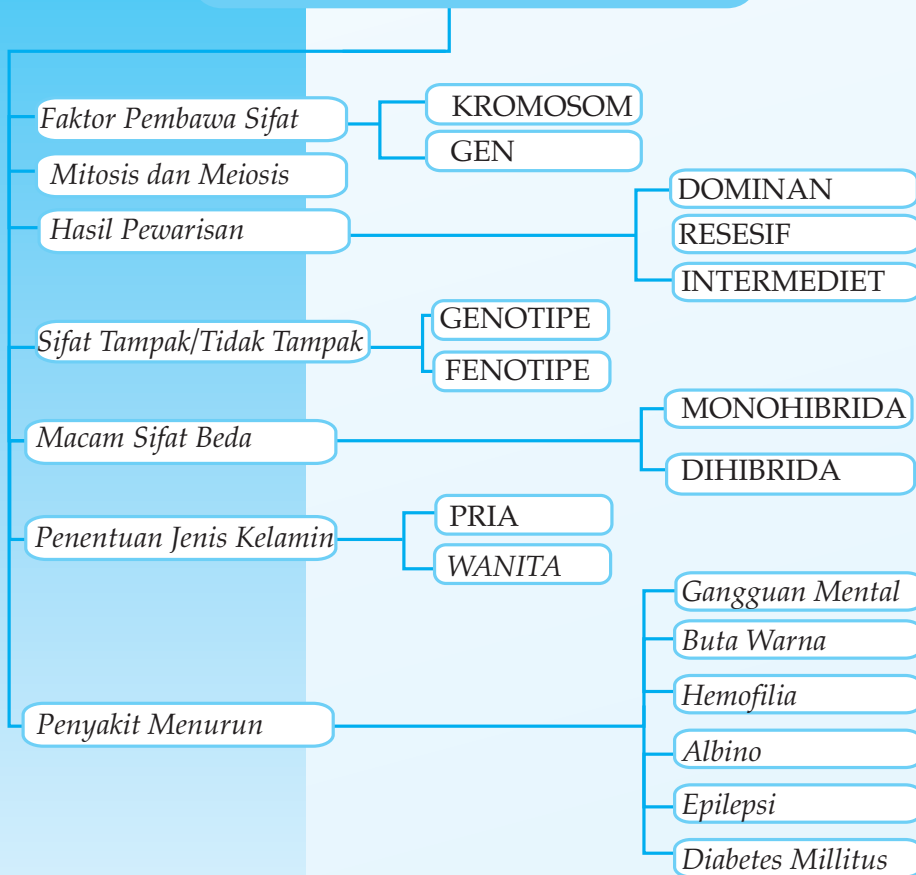 Faktor Pembawa Sifat
KROMOSOM
GEN
Mitosis dan Meiosis
Hasil Pewarisan
DOMINAN
RESESIF
INTERMEDIET
Sifat Tampak/Tidak Tampak
GENOTIPE
FENOTIPE
Macam Sifat Beda
MONOHIBRIDA
DIHIBRIDA
Penentuan Jenis Kelamin
PRIA
WANITA
Penyakit Menurun
Gangguan Mental
Buta Warna
Hemofilia
Albino
Epilepsi
Diabetes Millitus